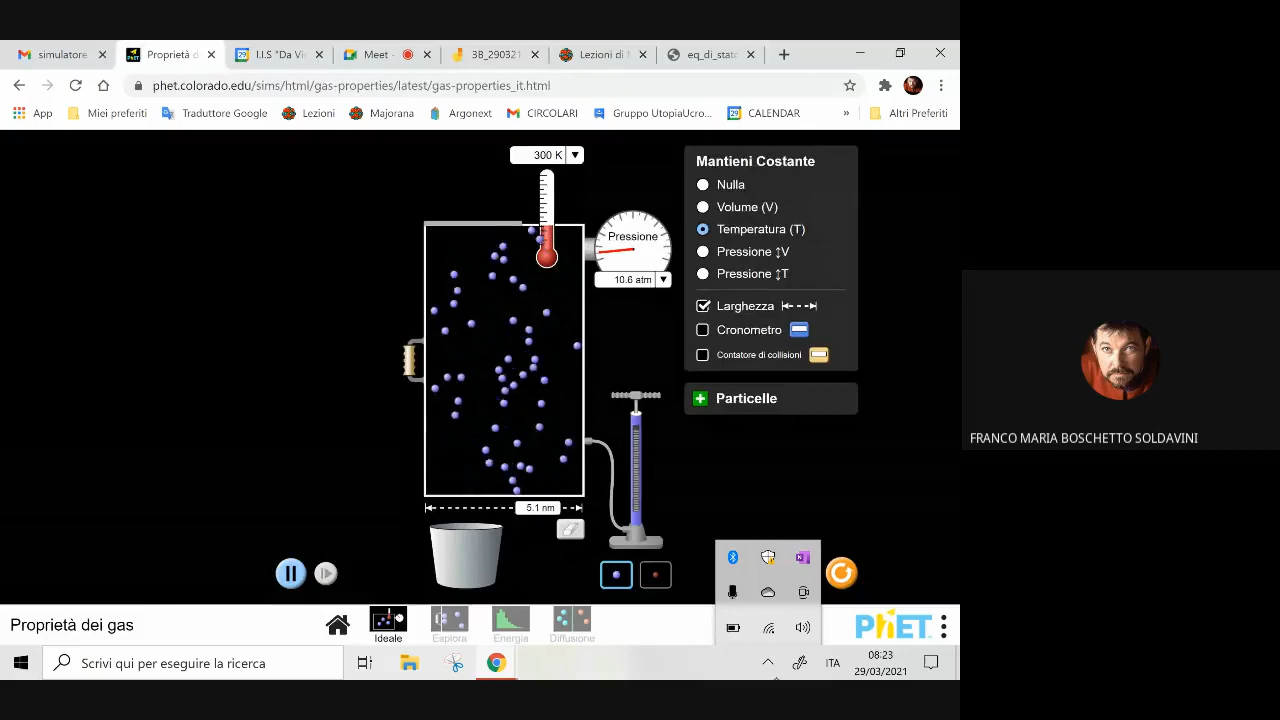 simulatore
Proprietà d
I.I.S "Da Vin
Meet -
3B_290321
Lezioni di M
eq_di_stato
phet.colorado.edu/sims/html/gas-properties/latest/gas-properties_it.html
App
Miei preferiti
Traduttore Google
Lezioni
Majorana
Argonext
CIRCOLARI
Gruppo UtopiaUcro...
CALENDAR
»
Altri Preferiti
300 K
Pressione
10.6 atm
Mantieni Costante
Nulla
Volume (V)
Temperatura (T)
Pressione ↕V
Pressione ↕T
Larghezza
Cronometro
Contatore di collisioni
Particelle
5.1 nm
FRANCO MARIA BOSCHETTO SOLDAVINI
Proprietà dei gas
Ideale
Esplora
Energia
Diffusione
PhET
Scrivi qui per eseguire la ricerca
ITA
08:23
29/03/2021